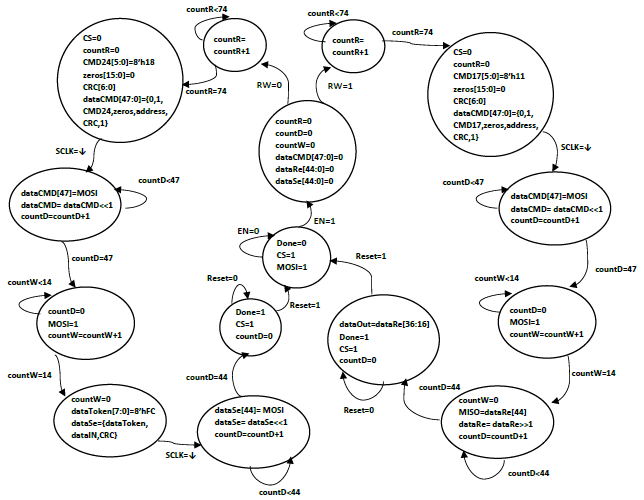 countR<74
countR=
countR+1
countR<74
countR=
countR+1
countR=74
CS=0
countR=0
CMD24[5:0]=8'h18
zeros[15:0]=0
CRC[6:0]
dataCMD[47:0]={0,1,
CMD24,zeros,address,
CRC,1}
countR=74
RW=0
RW=1
CS=0
countR=0
CMD17[5:0]=8'h11
zeros[15:0]=0
CRC[6:0]
dataCMD[47:0]={0,1,
CMD17,zeros,address,
CRC,1}
countR=0
countD=0
countW=0
dataCMD[47:0]=0
dataRe[44:0]=0
dataSe[44:0]=0
SCLK=↓
SCLK=↓
countD<47
dataCMD[47]=MOSI
dataCMD= dataCMD<<1
countD=countD+1
countD<47
dataCMD[47]=MOSI
dataCMD= dataCMD<<1
countD=countD+1
EN=0
EN=1
Done=0
CS=1
MOSI=1
countD=47
countD=47
Reset=0
Reset=1
Reset=1
countW<14
countD=0
MOSI=1
countW=countW+1
Done=1
CS=1
countD=0
dataOut=dataRe[36:16]
Done=1
CS=1
countD=0
countW<14
countD=0
MOSI=1
countW=countW+1
countW=14
countD=44
Reset=0
countD=44
countW=14
countW=0
dataToken[7:0]=8'hFC
dataSe={dataToken,
dataIN,CRC}
SCLK=↓
dataSe[44]= MOSI
dataSe= dataSe<<1
countD=countD+1
countD<44
countW=0
MISO=dataRe[44]
dataRe= dataRe>>1
countD=countD+1
countD<44